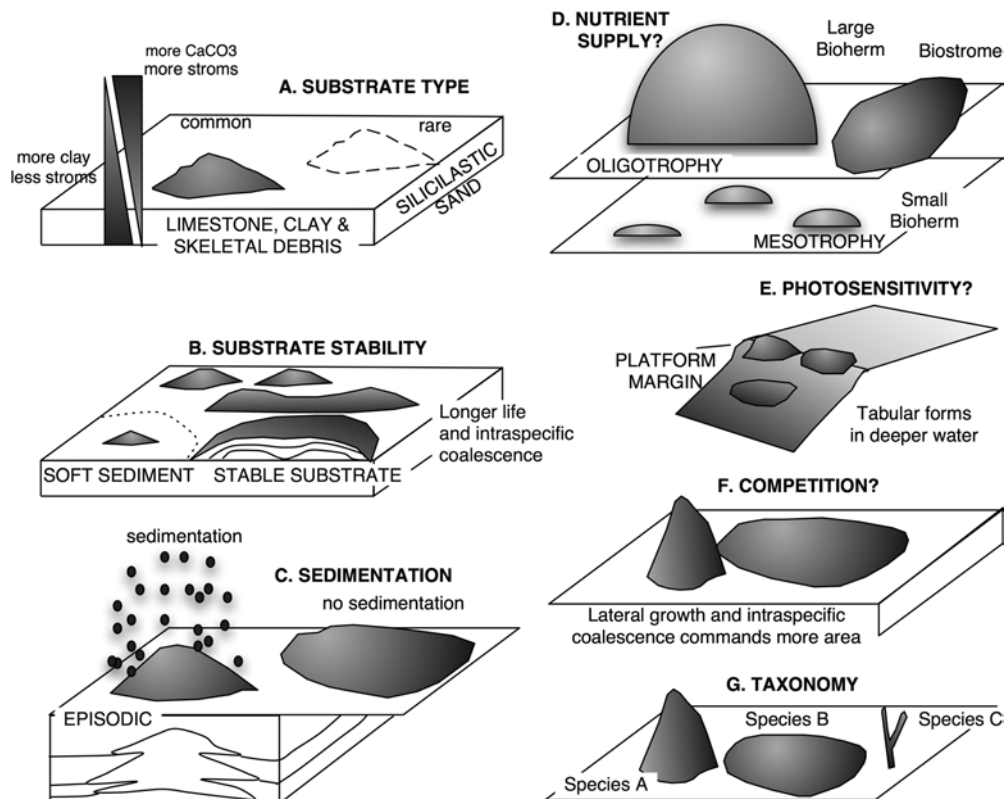 more CaCO3
more stroms
A. SUBSTRATE TYPE
common
rare
more clay
less stroms
LIMESTONE, CLAY &
SKELETAL DEBRIS
SILICILASTIC
SAND
B. SUBSTRATE STABILITY
Longer life
and intraspecific
coalescence
SOFT SEDIMENT
STABLE SUBSTRATE
sedimentation
C. SEDIMENTATION
no sedimentation
EPISODIC
D. NUTRIENT
SUPPLY?
Large
Bioherm
Biostrome
OLIGOTROPHY
Small
Bioherm
MESOTROPHY
E. PHOTOSENSITIVITY?
PLATFORM
MARGIN
Tabular forms
in deeper water
F. COMPETITION?
Lateral growth and intraspecific
coalescence commands more area
G. TAXONOMY
Species A
Species B
Species C